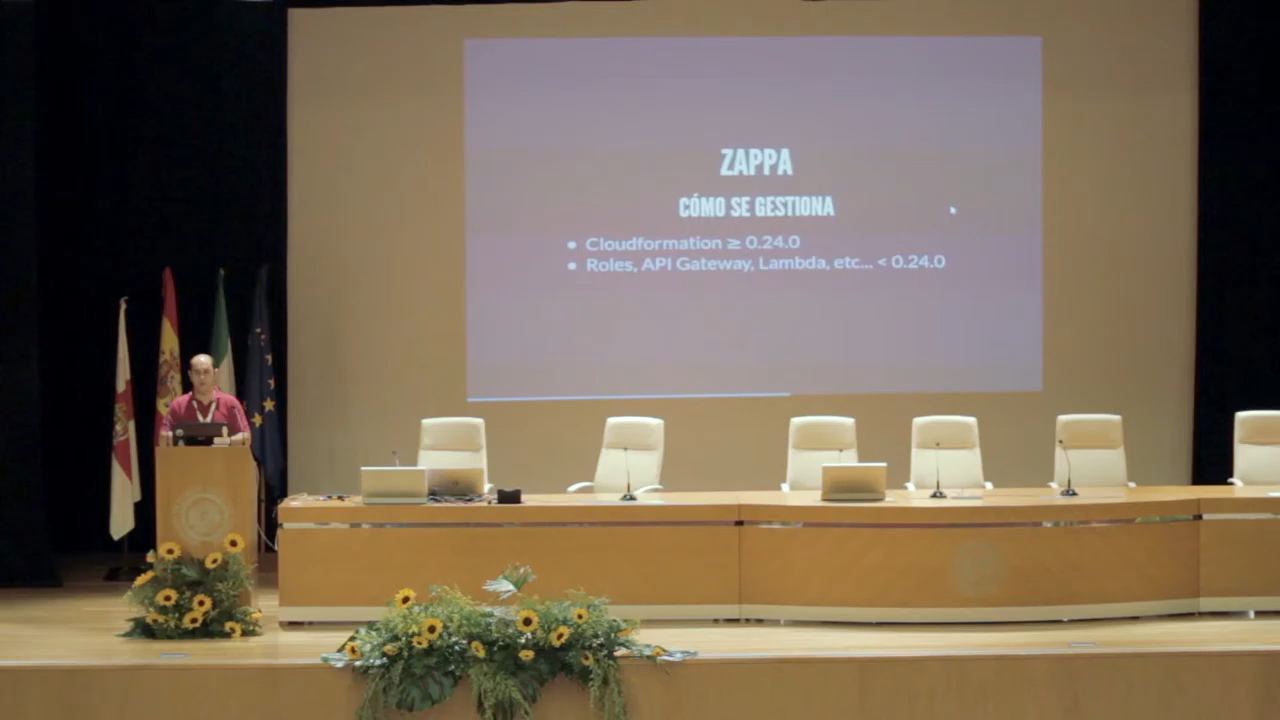 ZAPPA
CÓMO SE GESTIONA
• Cloudformation ≥ 0.24.0
• Roles, API Gateway, Lambda, etc... < 0.24.0